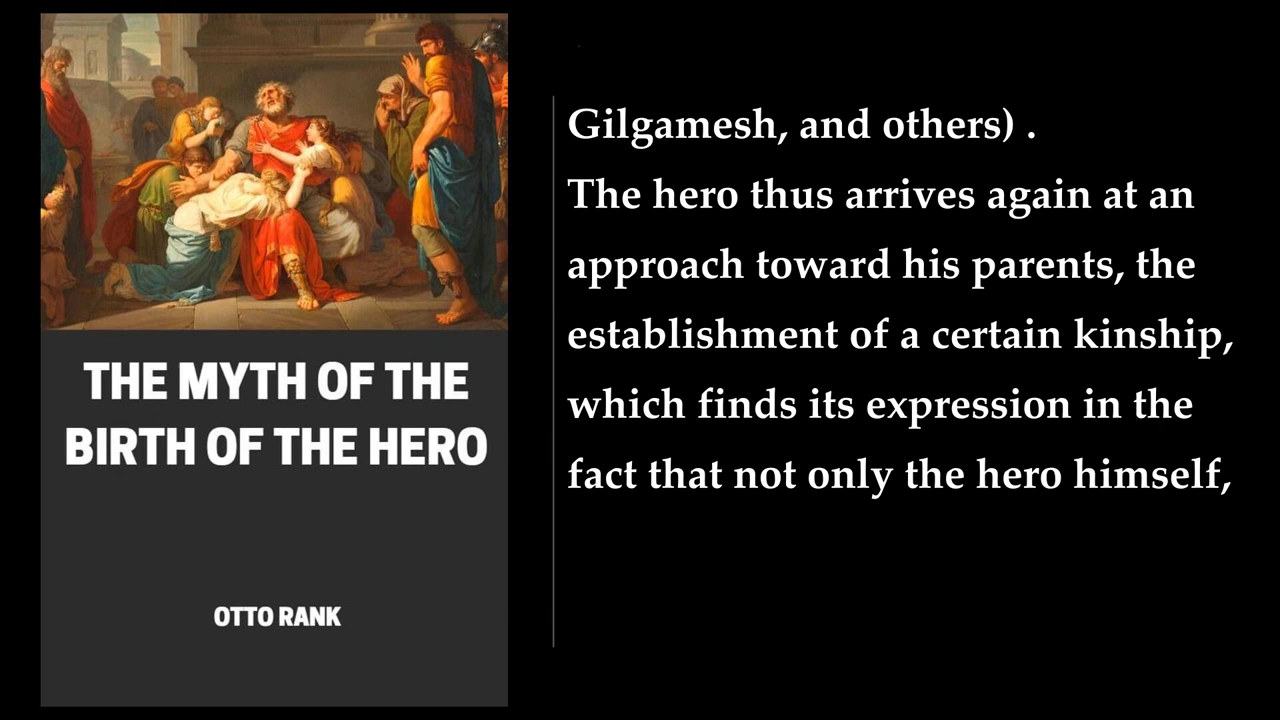 THE MYTH OF THE
BIRTH OF THE HERO
OTTO RANK
Gilgamesh, and others) .
The hero thus arrives again at an
approach toward his parents, the
establishment of a certain kinship,
which finds its expression in the
fact that not only the hero himself,